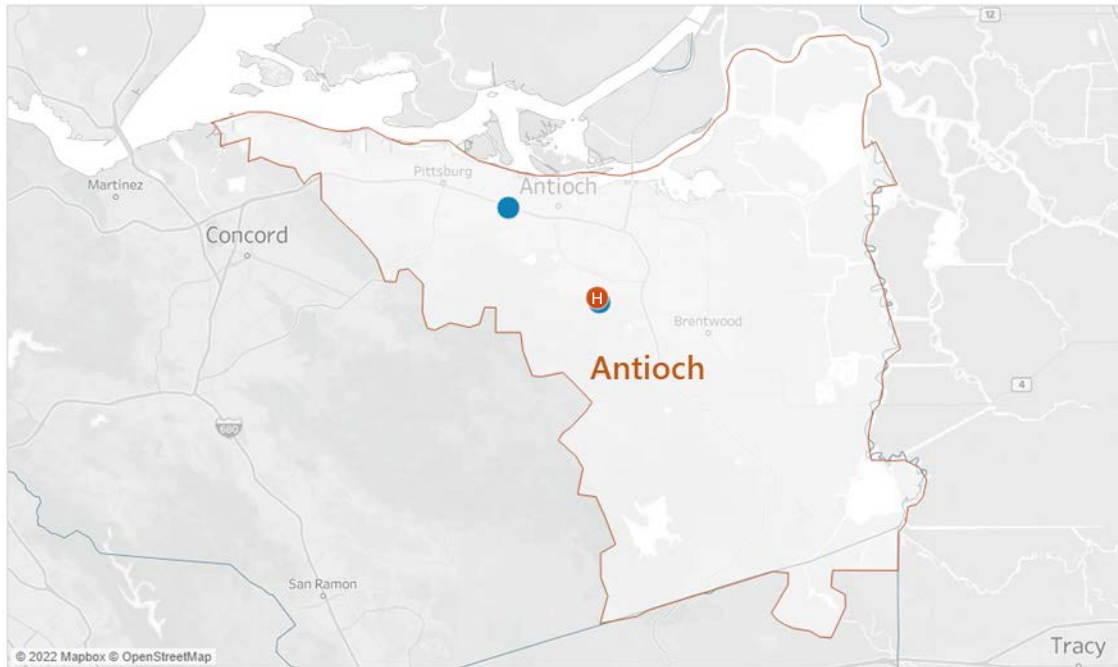 12
Martinez
Pittsburg
Antioch
Concord
H
Brentwood
Antioch
4
680
San Ramon
Tracy
© 2022 Mapbox © OpenStreetMap